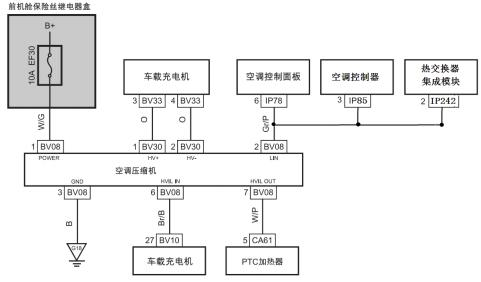 前机舱保险丝继电器盒
B+
10A EF30
车载充电机
空调控制面板
空调控制器
热交换器
集成模块
3 BV33 4 BV33
6 IP78
3 IP85
2 IP242
W/G
O
O
Gr/P
1 BV08
1 BV30 2 BV30
2 BV08
POWER
HV+
HV-
LIN
空调压缩机
GND
HVIL IN
HVIL OUT
3 BV08
6 BV08
7 BV08
B
Br/B
W/P
G18
27 BV10
5 CA61
车载充电机
PTC加热器